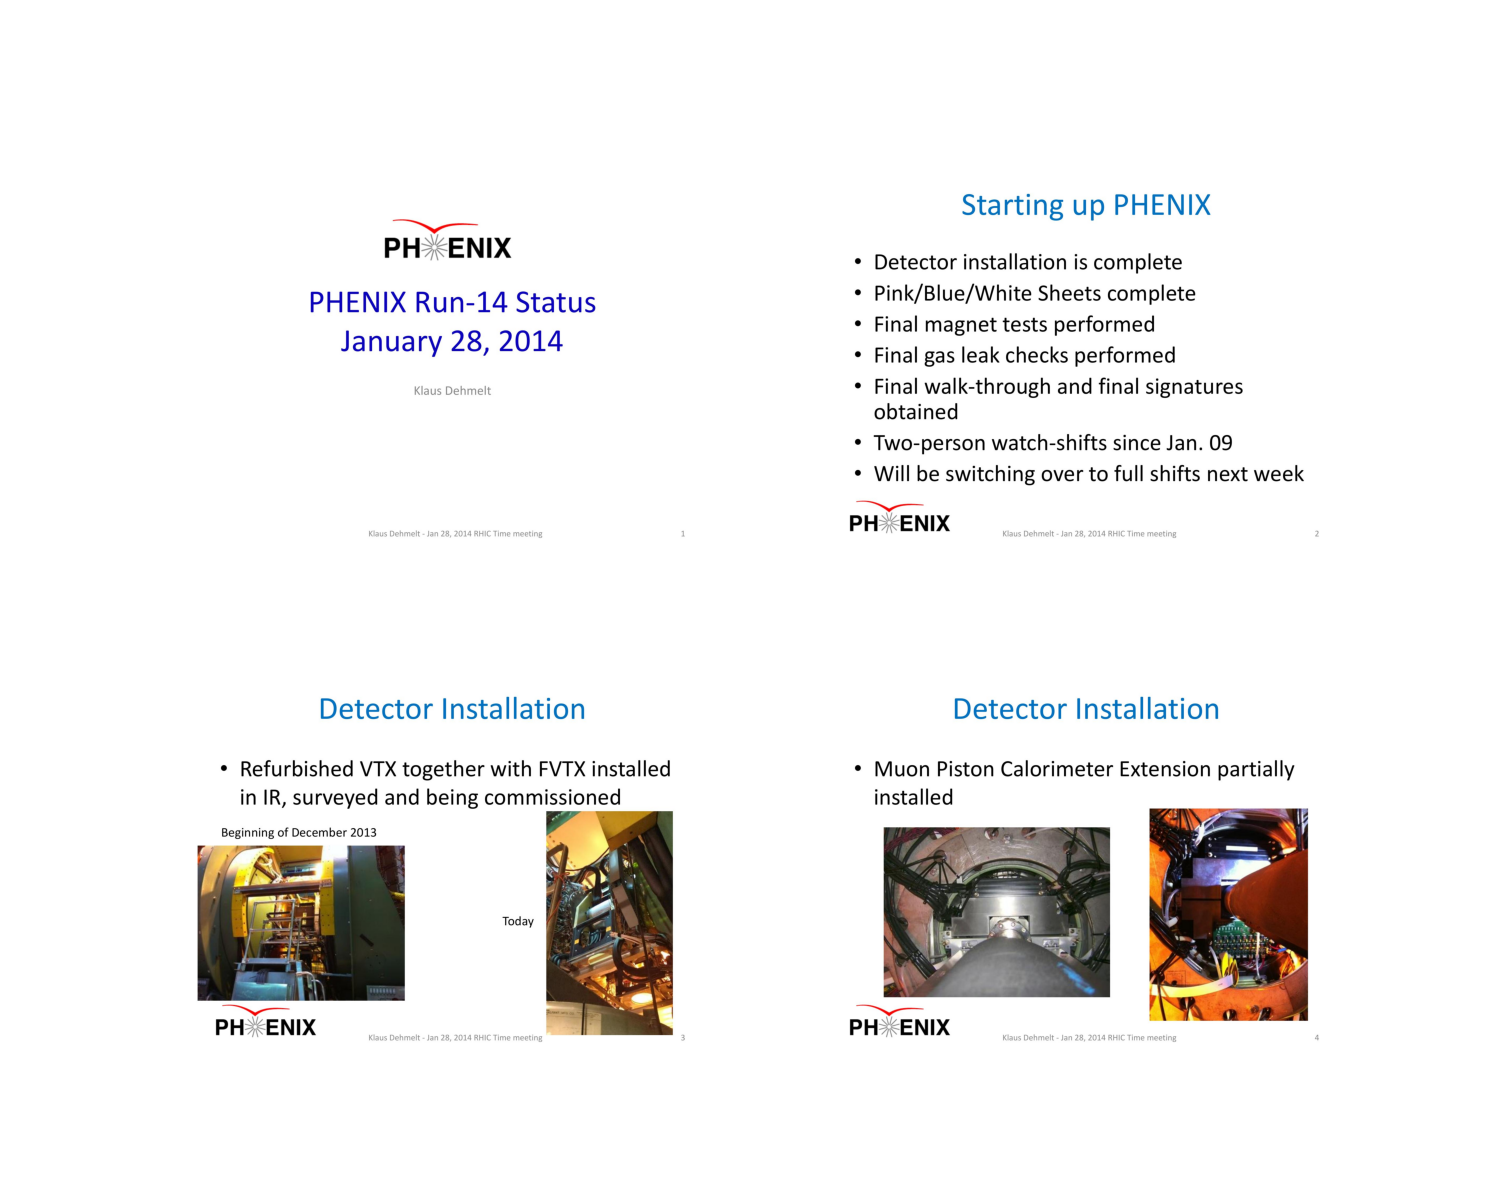 PHENIX
PHENIX Run-14 Status
January 28, 2014
Klaus Dehmelt
Klaus Dehmelt - Jan 28, 2014 RHIC Time meeting
1
Starting up PHENIX
• Detector installation is complete
• Pink/Blue/White Sheets complete
• Final magnet tests performed
• Final gas leak checks performed
• Final walk-through and final signatures
obtained
• Two-person watch-shifts since Jan. 09
• Will be switching over to full shifts next week
PHENIX
Klaus Dehmelt - Jan 28, 2014 RHIC Time meeting
2
Detector Installation
• Refurbished VTX together with FVTX installed
in IR, surveyed and being commissioned
Beginning of December 2013
Today
PHENIX
Klaus Dehmelt - Jan 28, 2014 RHIC Time meeting
3
Detector Installation
• Muon Piston Calorimeter Extension partially
installed
PHENIX
Klaus Dehmelt - Jan 28, 2014 RHIC Time meeting
4